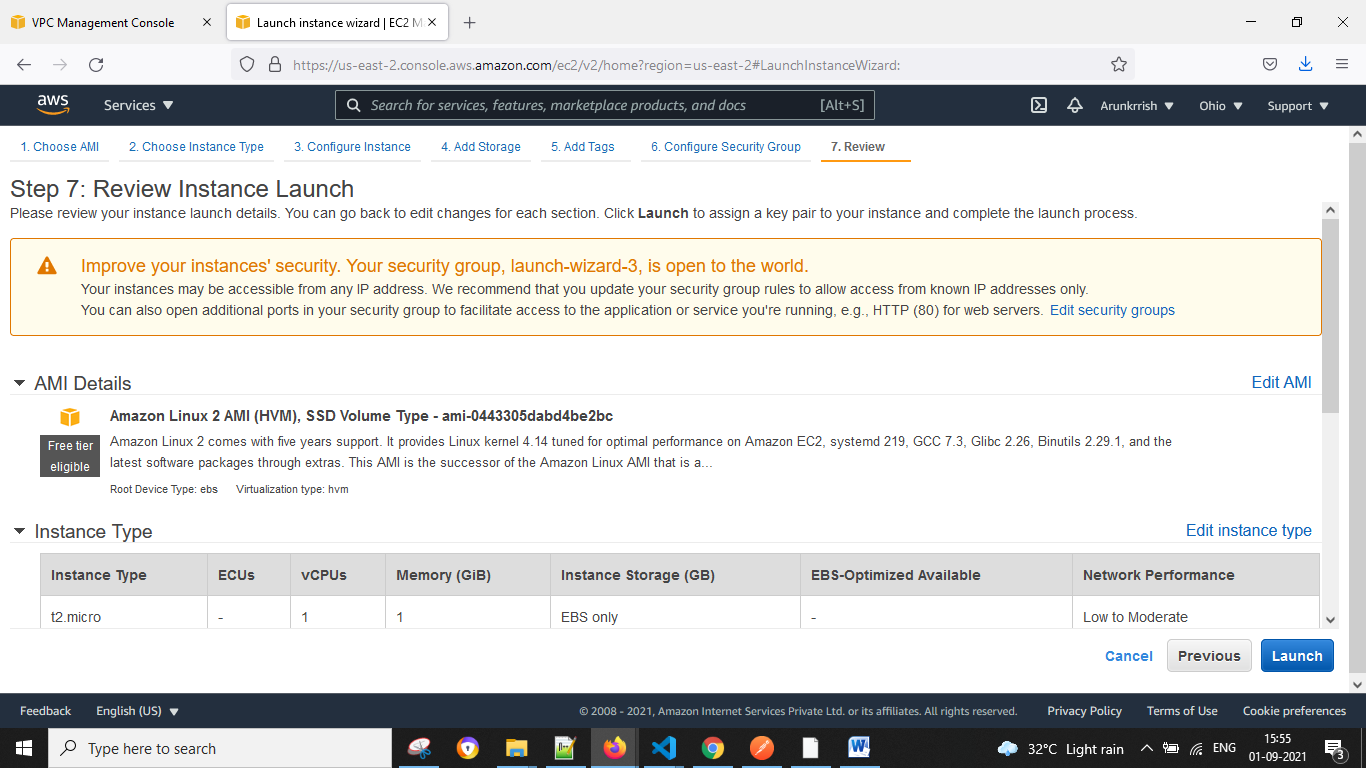 VPC Management Console
Launch instance wizard | EC2 M
https://us-east-2.console.aws.amazon.com/ec2/v2/home?region=us-east-2#LaunchInstanceWizard:
aws
Services
Search for services, features, marketplace products, and docs
[Alt+S]
Arunkrrish
Ohio
Support
1. Choose AMI
2. Choose Instance Type
3. Configure Instance
4. Add Storage
5. Add Tags
6. Configure Security Group
7. Review
Step 7: Review Instance Launch
Please review your instance launch details. You can go back to edit changes for each section. Click Launch to assign a key pair to your instance and complete the launch process.
Improve your instances' security. Your security group, launch-wizard-3, is open to the world.
Your instances may be accessible from any IP address. We recommend that you update your security group rules to allow access from known IP addresses only.
You can also open additional ports in your security group to facilitate access to the application or service you're running, e.g., HTTP (80) for web servers. Edit security groups
AMI Details
Edit AMI
Amazon Linux 2 AMI (HVM), SSD Volume Type - ami-0443305dabd4be2bc
Free tier
eligible
Amazon Linux 2 comes with five years support. It provides Linux kernel 4.14 tuned for optimal performance on Amazon EC2, systemd 219, GCC 7.3, Glibc 2.26, Binutils 2.29.1, and the
latest software packages through extras. This AMI is the successor of the Amazon Linux AMI that is a...
Root Device Type: ebs
Virtualization type: hvm
Instance Type
Edit instance type
Instance Type
ECUs
vCPUs
Memory (GiB)
Instance Storage (GB)
EBS-Optimized Available
Network Performance
t2.micro
-
1
1
EBS only
-
Low to Moderate
Cancel
Previous
Launch
Feedback
English (US)
© 2008 - 2021, Amazon Internet Services Private Ltd. or its affiliates. All rights reserved.
Privacy Policy
Terms of Use
Cookie preferences
Type here to search
32°C Light rain
ENG
15:55
01-09-2021
3